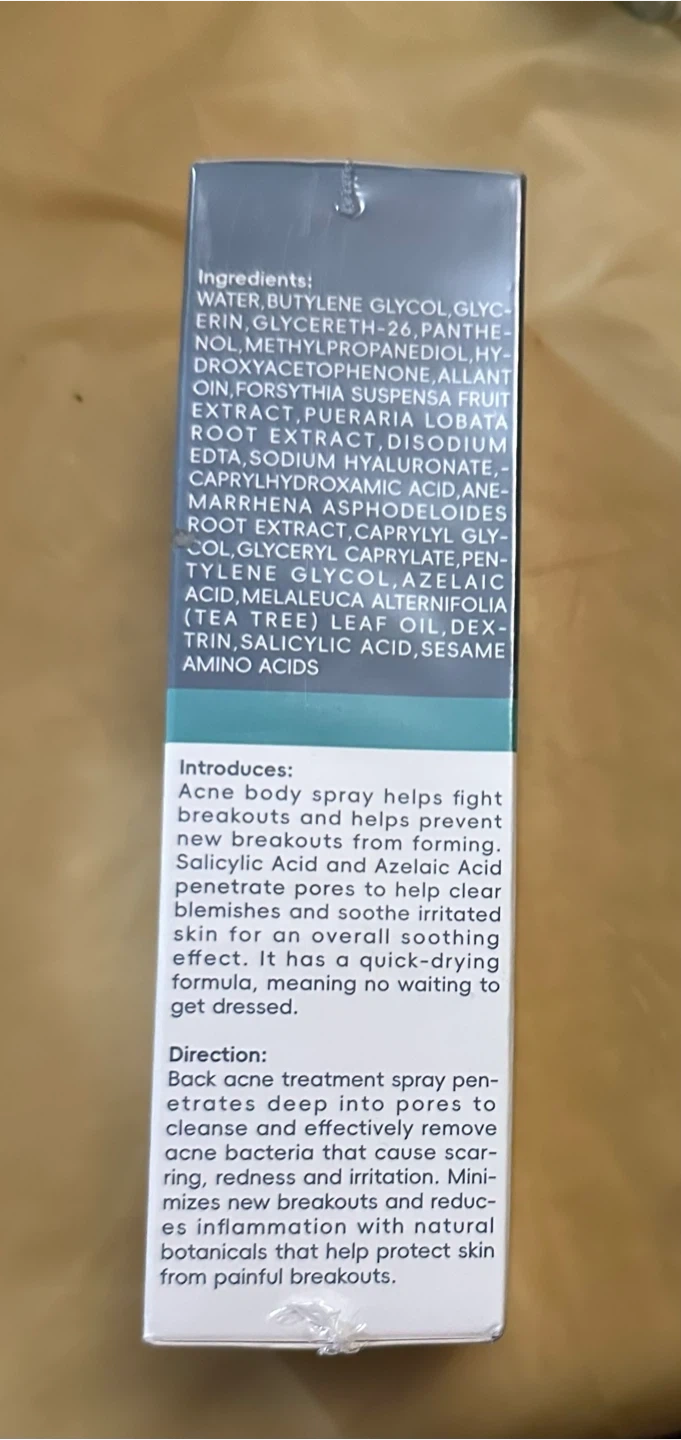 Ingredients:
WATER,BUTYLENE GLYCOL,GLYC-
ERIN,GLYCERETH-26,PANTHE-
NOL,METHYLPROPANEDIOL,HY-
DROXYACETOPHENONE,ALLANT
OIN,FORSYTHIA SUSPENSA FRUIT
EXTRACT,PUERARIA LOBATA
ROOT EXTRACT,DISODIUM
EDTA,SODIUM HYALURONATE,-
CAPRYLHYDROXAMIC ACID,ANE-
MARRHENA ASPHODELOIDES
ROOT EXTRACT,CAPRYLYL GLY-
COL,GLYCERYL CAPRYLATE,PEN-
TYLENE GLYCOL,AZELAIC
ACID,MELALEUCA ALTERNIFOLIA
(TEA TREE) LEAF OIL,DEX-
TRIN,SALICYLIC ACID,SESAME
AMINO ACIDS
Introduces:
Acne body spray helps fight
breakouts and helps prevent
new breakouts from forming.
Salicylic Acid and Azelaic Acid
penetrate pores to help clear
blemishes and soothe irritated
skin for an overall soothing
effect. It has a quick-drying
formula, meaning no waiting to
get dressed.
Direction:
Back acne treatment spray pen-
etrates deep into pores to
cleanse and effectively remove
acne bacteria that cause scar-
ring, redness and irritation. Mini-
mizes new breakouts and reduc-
es inflammation with natural
botanicals that help protect skin
from painful breakouts.